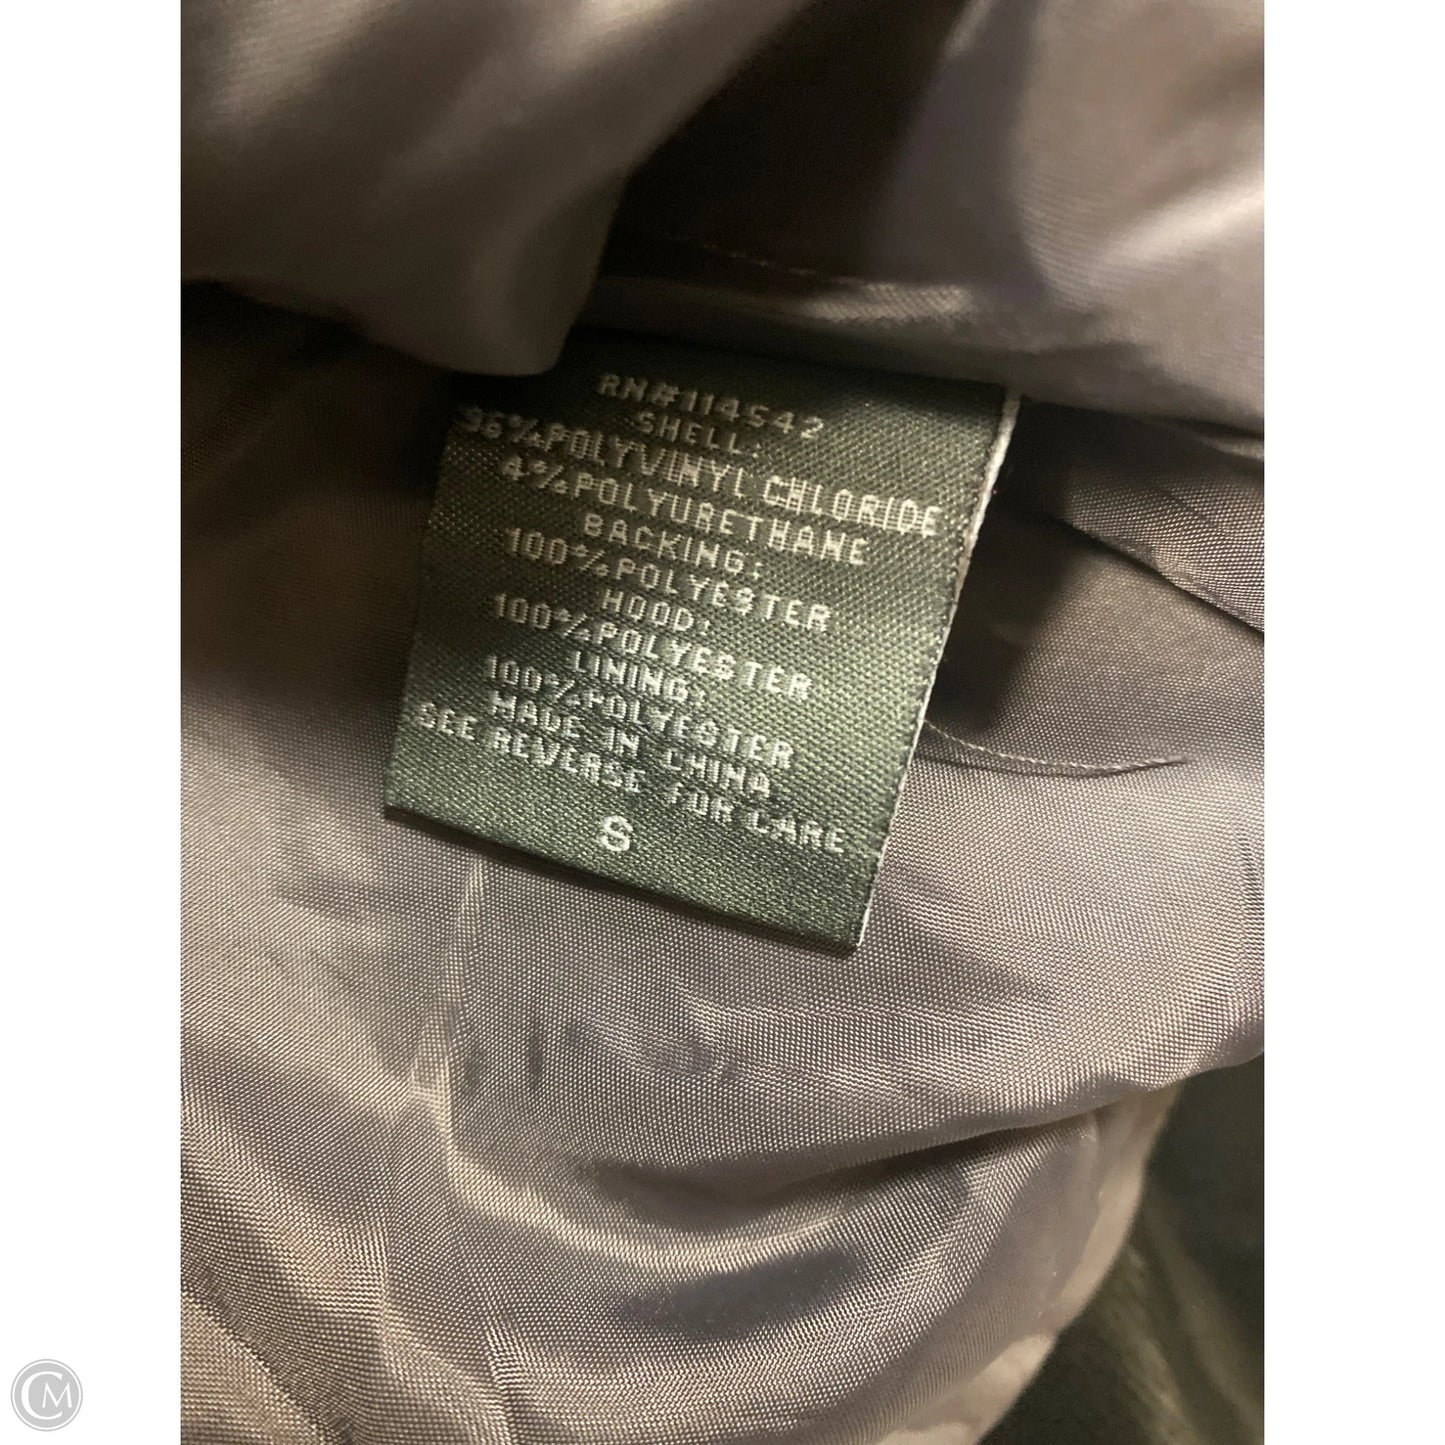 RN#114542
SHELL:
96%POLYVINYL CHLORIDE
4%POLYURETHANE
BACKING:
100%POLYESTER
HOOD:
100%POLYESTER
LINING:
100%POLYESTER
MADE IN CHINA
SEE REVERSE FOR CARE
S
CM